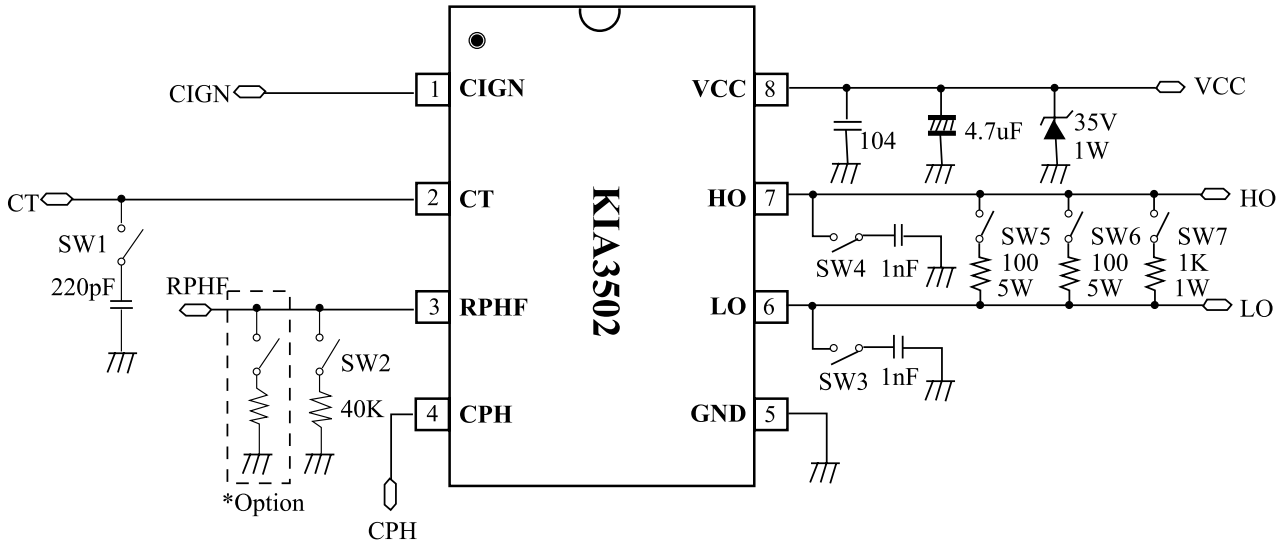 CIGN
1
CIGN
VCC
8
VCC
104
4.7uF
35V
1W
CT
2
CT
KIA3502
HO
7
HO
SW1
220pF
SW4
1nF
SW5
100
5W
SW6
100
5W
SW7
1K
1W
RPHF
3
RPHF
LO
6
LO
SW2
40K
SW3
1nF
4
CPH
GND
5
*Option
CPH